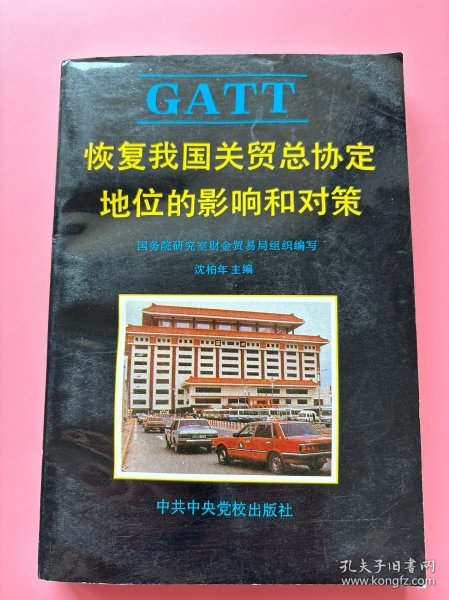 GATT
恢复我国关贸总协定
地位的影响和对策
国务院研究室财金贸易局组织编写
沈柏年 主编
中共中央党校出版社
孔夫子旧书网
www.kongfz.com